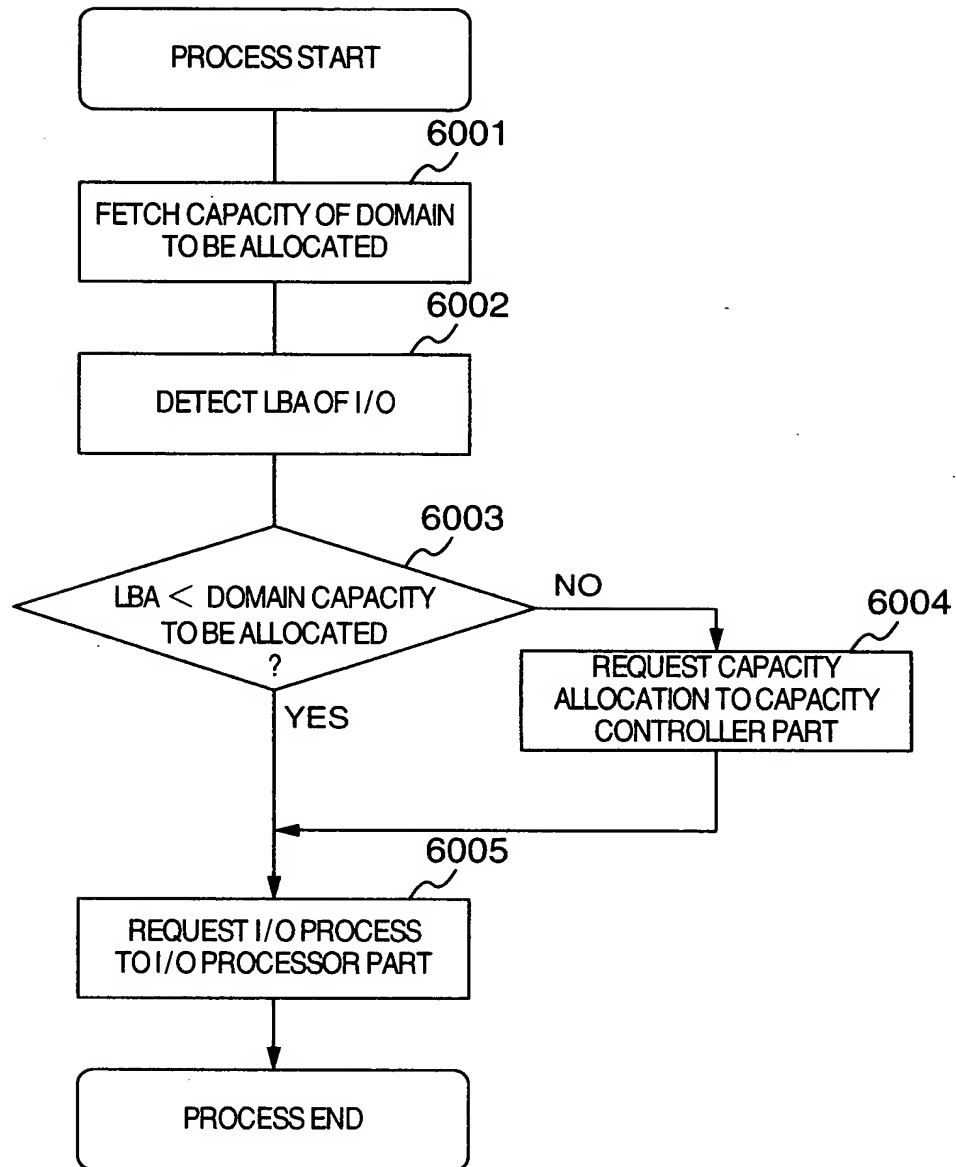 PROCESS START
6001
FETCH CAPACITY OF DOMAIN
TO BE ALLOCATED
6002
DETECT LBA OF I/O
6003
LBA < DOMAIN CAPACITY
TO BE ALLOCATED
?
NO
6004
REQUEST CAPACITY
ALLOCATION TO CAPACITY
CONTROLLER PART
YES
6005
REQUEST I/O PROCESS
TO I/O PROCESSOR PART
PROCESS END